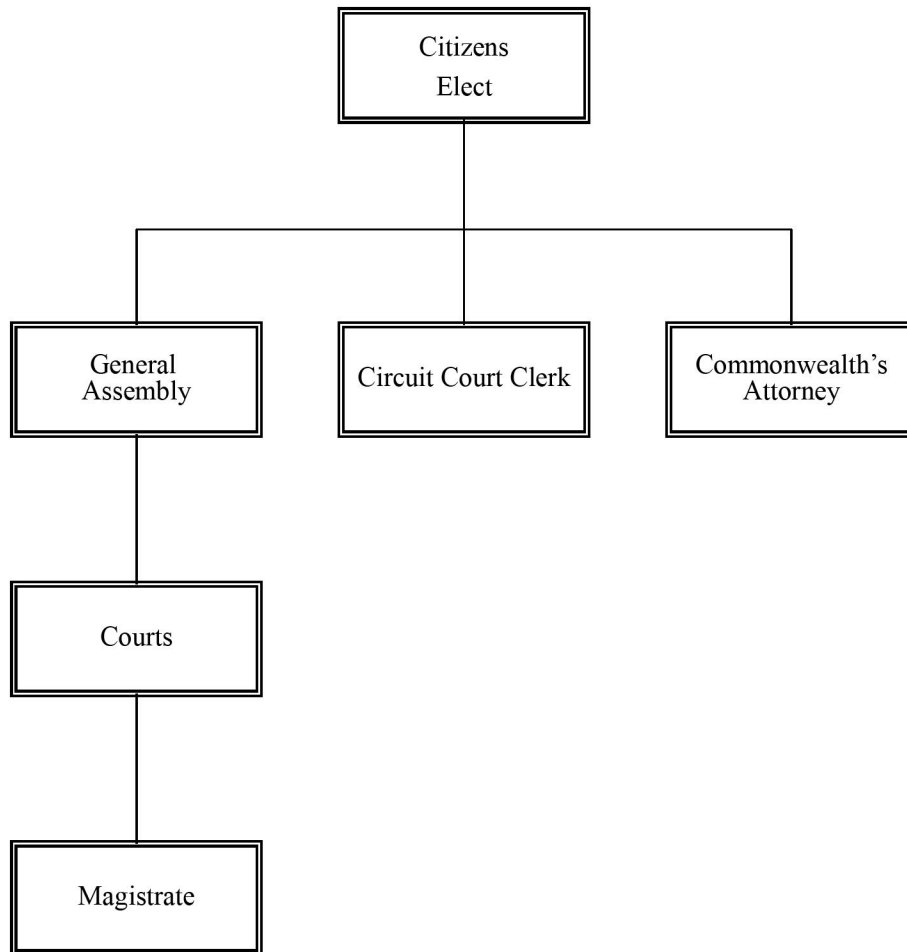 Citizens
Elect
General
Assembly
Circuit Court Clerk
Commonwealth’s
Attorney
Courts
Magistrate